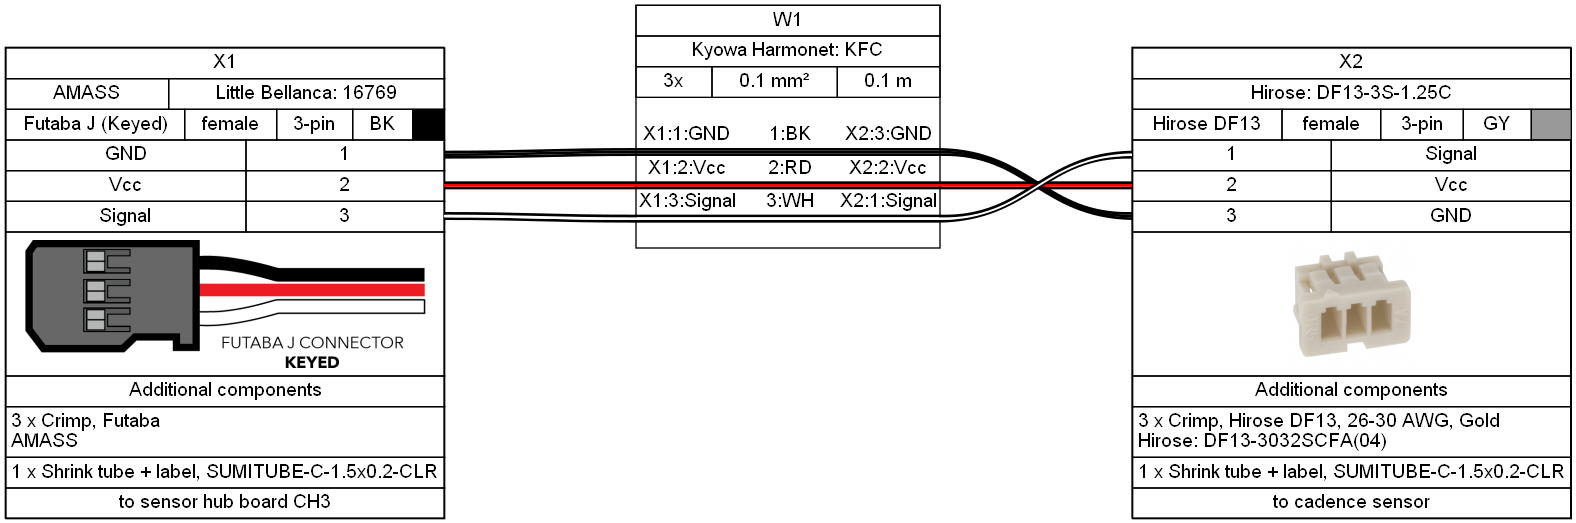 X1
AMASS Little Bellanca: 16769
Futaba J (Keyed) female 3-pin BK
GND 1
Vcc 2
Signal 3
FUTABA J CONNECTOR
KEYED
Additional components
3 x Crimp, Futaba
AMASS
1 x Shrink tube + label, SUMITUBE-C-1.5x0.2-CLR
to sensor hub board CH3
W1
Kyowa Harmonet: KFC
3x 0.1 mm² 0.1 m
X1:1:GND 1:BK X2:3:GND
X1:2:Vcc 2:RD X2:2:Vcc
X1:3:Signal 3:WH X2:1:Signal
X2
Hirose: DF13-3S-1.25C
Hirose DF13 female 3-pin GY
1 Signal
2 Vcc
3 GND
Additional components
3 x Crimp, Hirose DF13, 26-30 AWG, Gold
Hirose: DF13-3032SCFA(04)
1 x Shrink tube + label, SUMITUBE-C-1.5x0.2-CLR
to cadence sensor